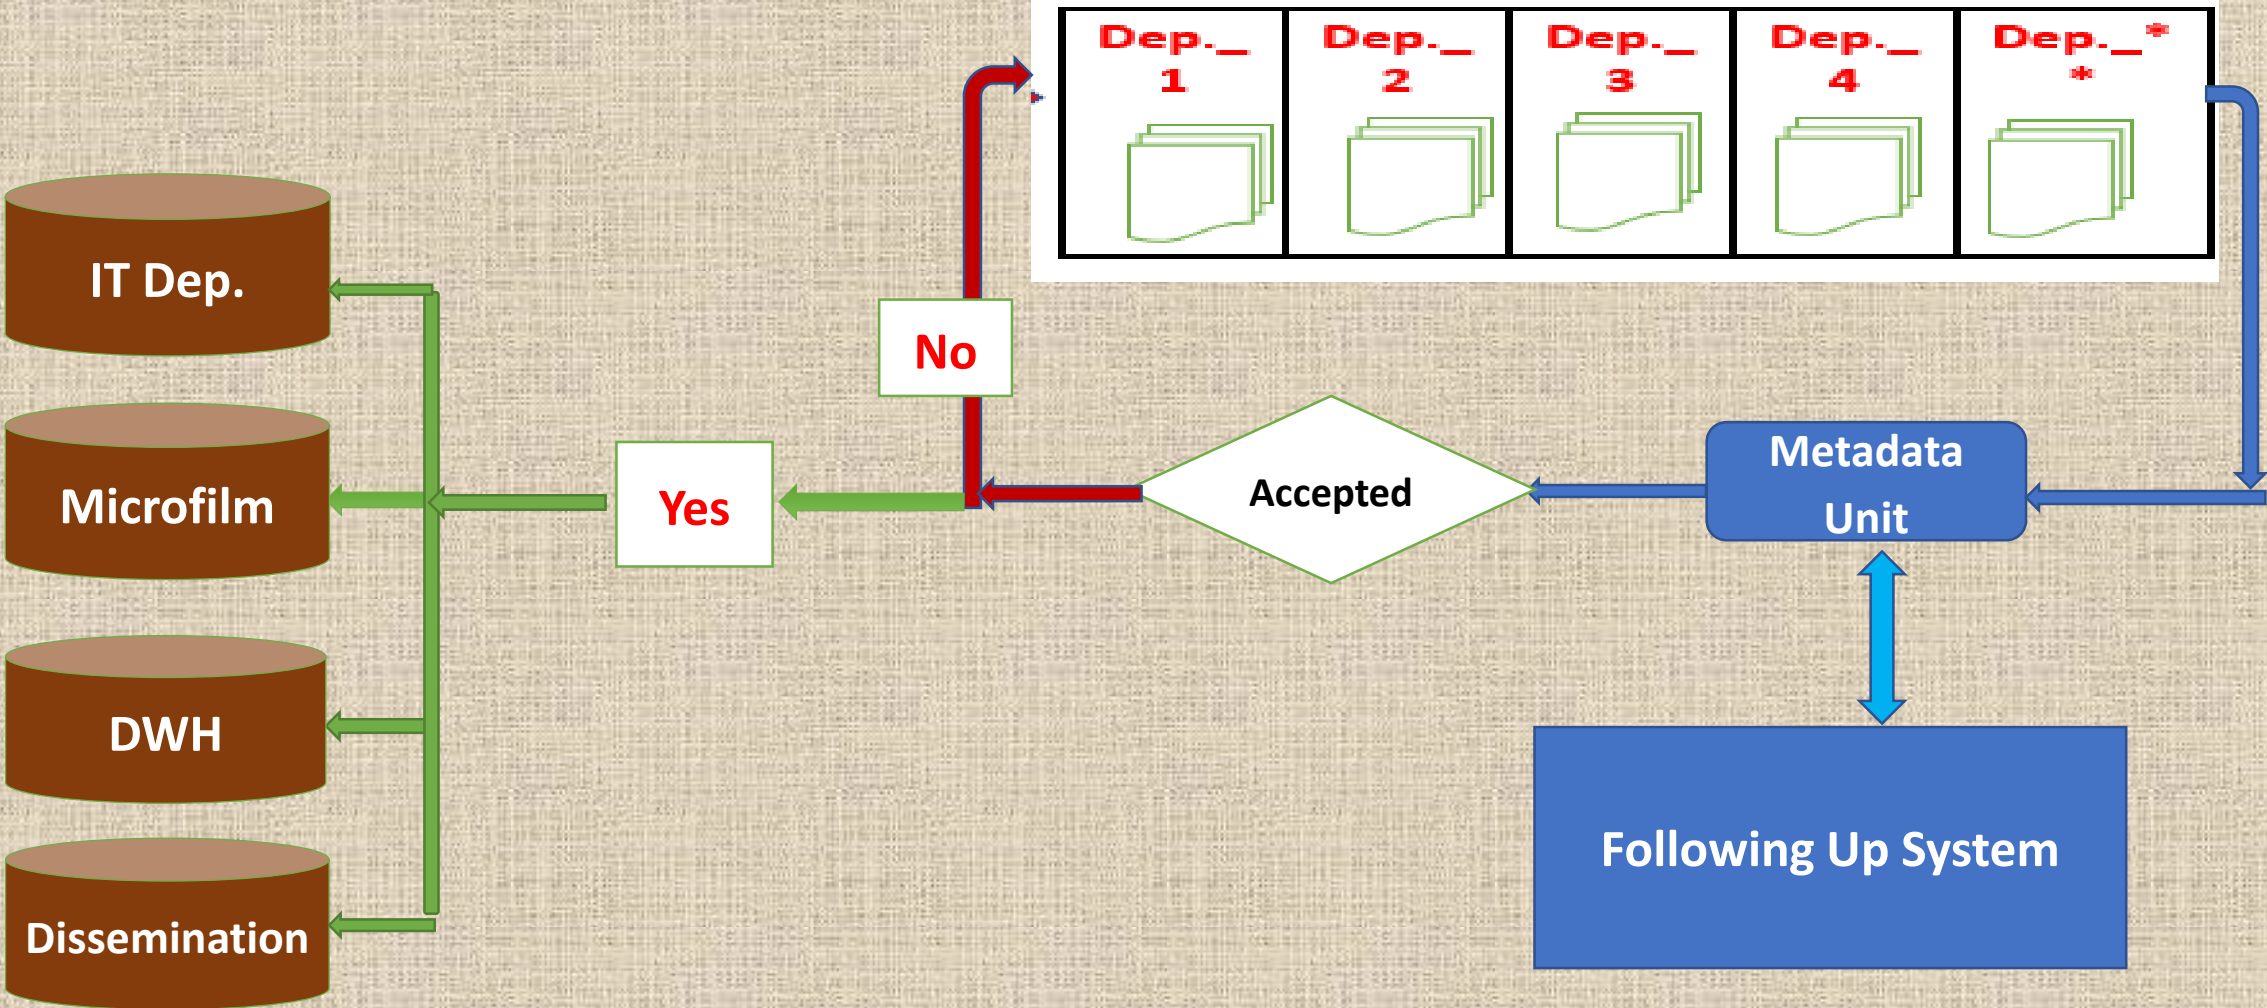 Dep._
1
Dep._
2
Dep._
3
Dep._
4
Dep._*
*
IT Dep.
No
Microfilm
Yes
Accepted
Metadata
Unit
DWH
Following Up System
Dissemination